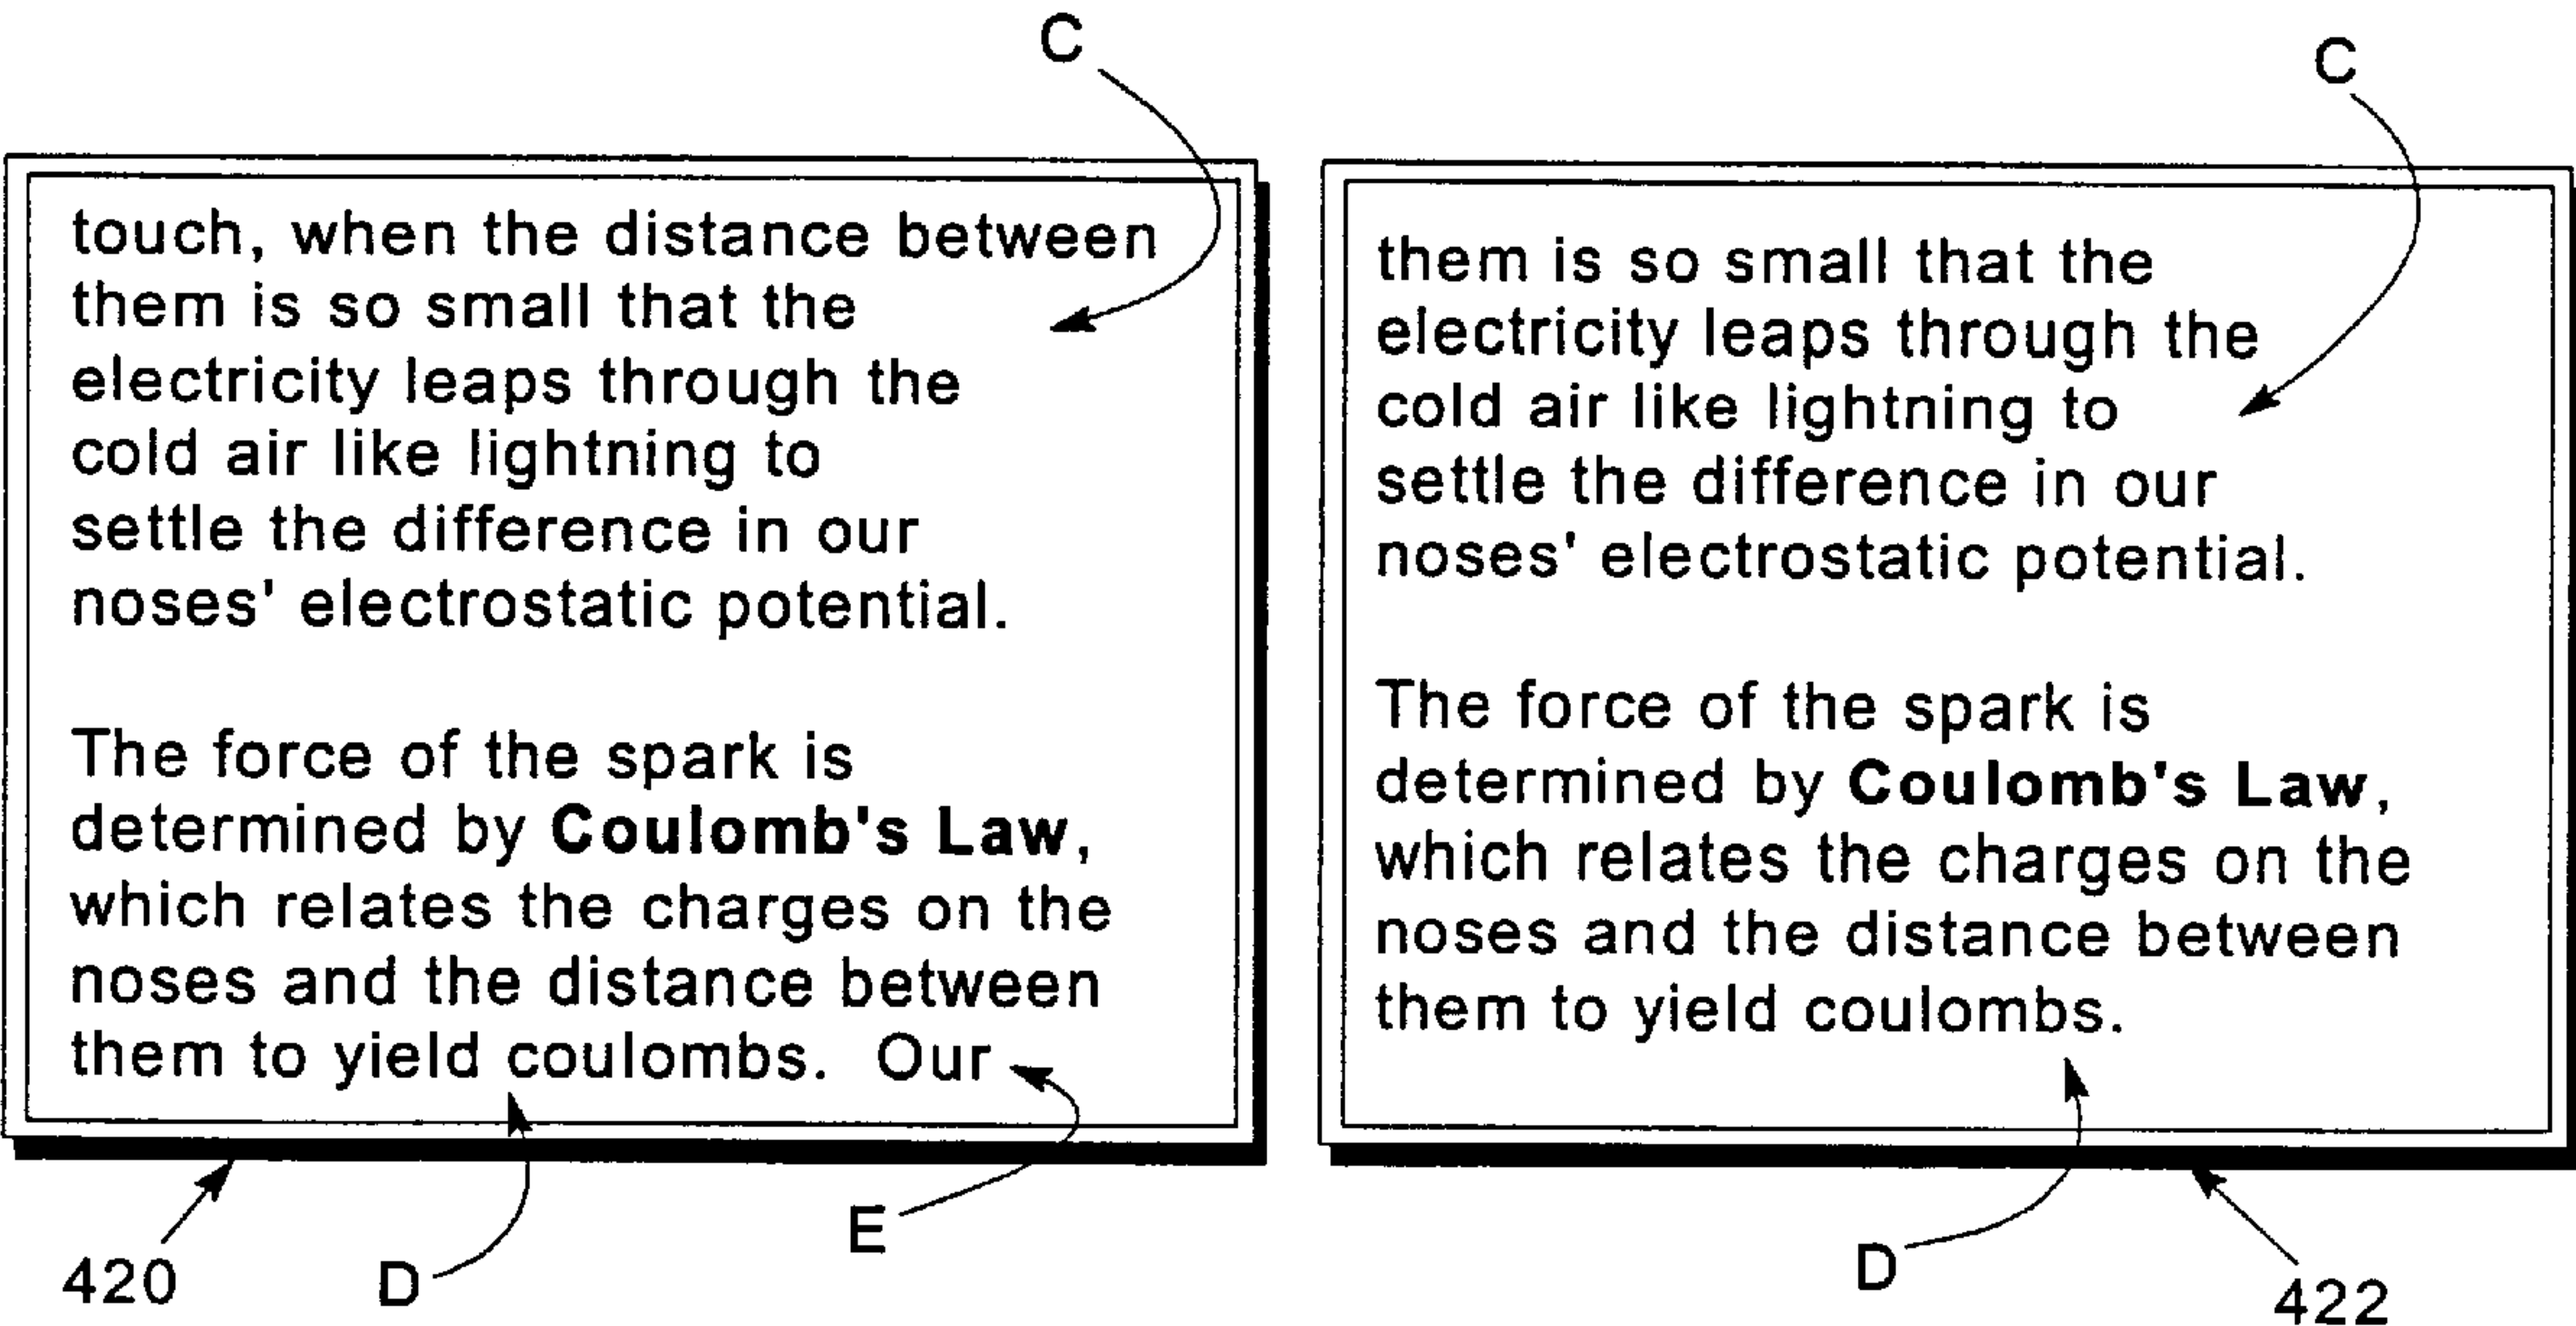 C
touch, when the distance between
them is so small that the
electricity leaps through the
cold air like lightning to
settle the difference in our
noses' electrostatic potential.
The force of the spark is
determined by Coulomb's Law,
which relates the charges on the
noses and the distance between
them to yield coulombs.  Our
420
D
E
C
them is so small that the
electricity leaps through the
cold air like lightning to
settle the difference in our
noses' electrostatic potential.
The force of the spark is
determined by Coulomb's Law,
which relates the charges on the
noses and the distance between
them to yield coulombs.
D
422